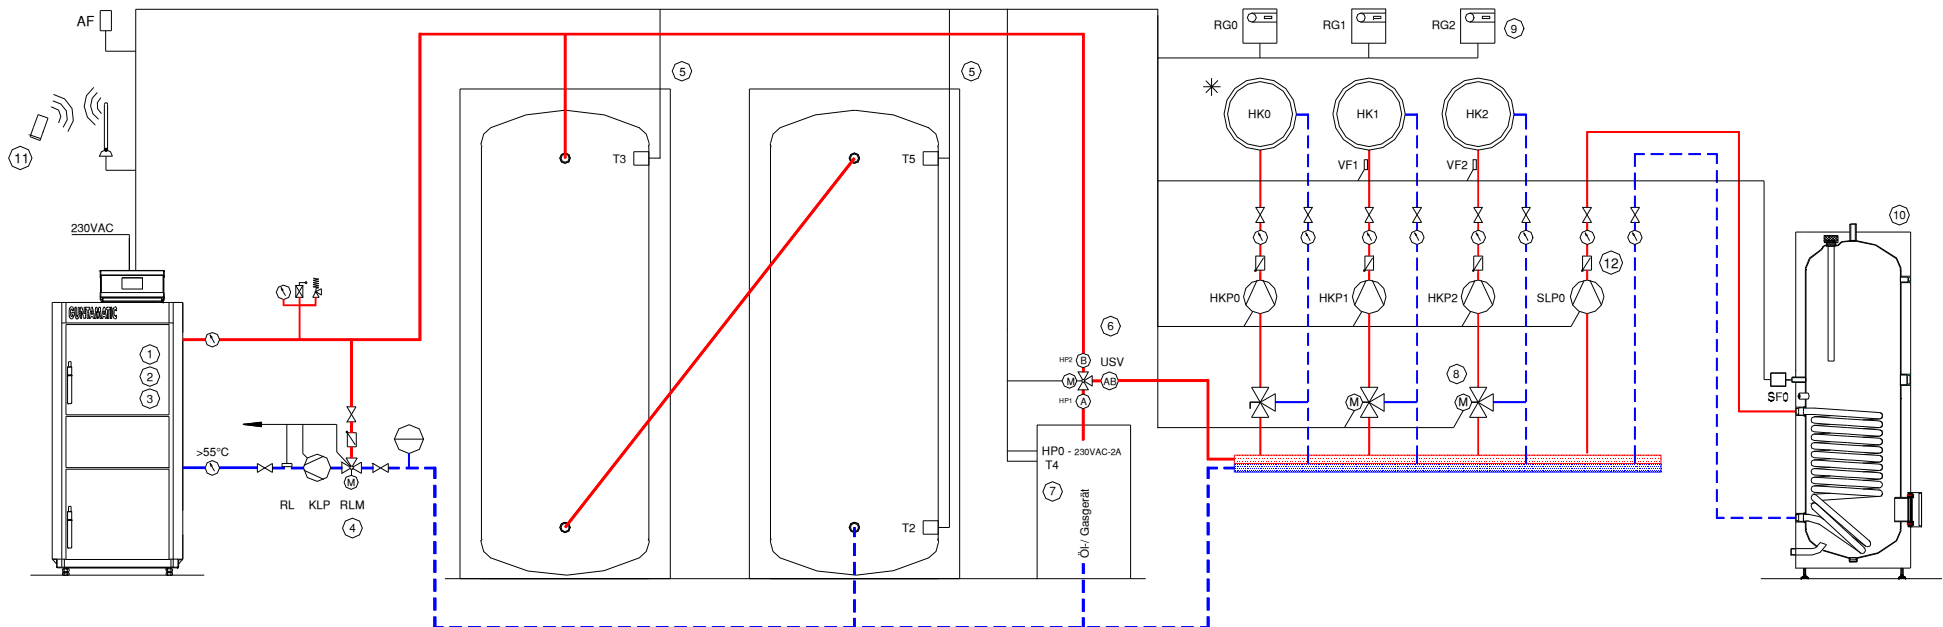 AF
RG0
RG1
RG2
9
5
5
HK0
HK1
HK2
11
T3
T5
VF1
VF2
230VAC
10
12
HKP0
HKP1
HKP2
SLP0
GUNTAMATIC
1
2
3
6
HP2
B
USV
M
AB
HP1
A
8
M
M
SF0
>55°C
HP0 - 230VAC-2A
T4
7
M
RL
KLP
RLM
4
T2
Öl-/ Gasgerät